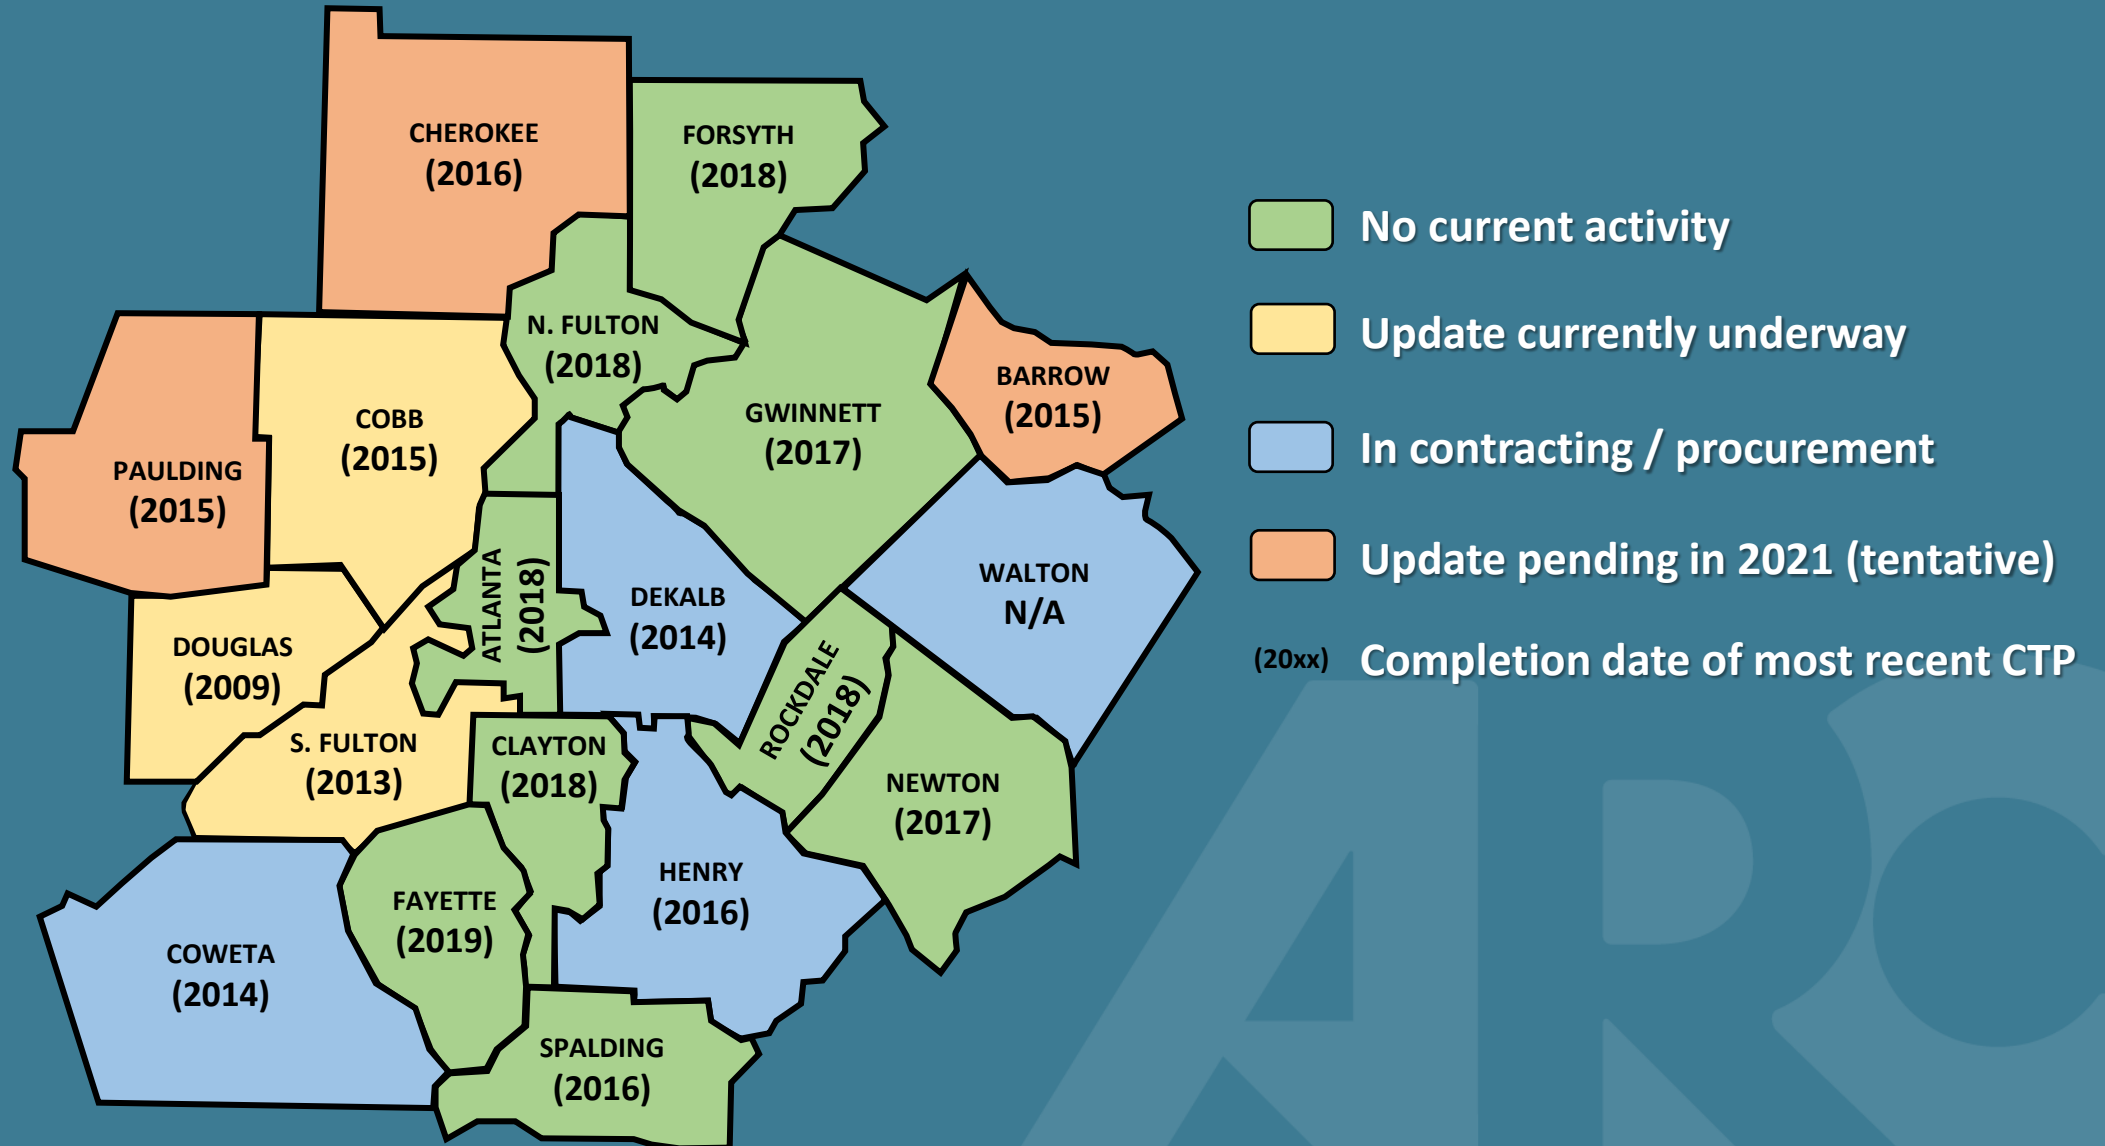 CHEROKEE
(2016)
FORSYTH
(2018)
N. FULTON
(2018)
COBB
(2015)
PAULDING
(2015)
GWINNETT
(2017)
BARROW
(2015)
ATLANTA
(2018)
DEKALB
(2014)
WALTON
N/A
DOUGLAS
(2009)
ROCKDALE
(2018)
S. FULTON
(2013)
CLAYTON
(2018)
NEWTON
(2017)
HENRY
(2016)
FAYETTE
(2019)
COWETA
(2014)
SPALDING
(2016)
No current activity
Update currently underway
In contracting / procurement
Update pending in 2021 (tentative)
(20xx) Completion date of most recent CTP
ARC